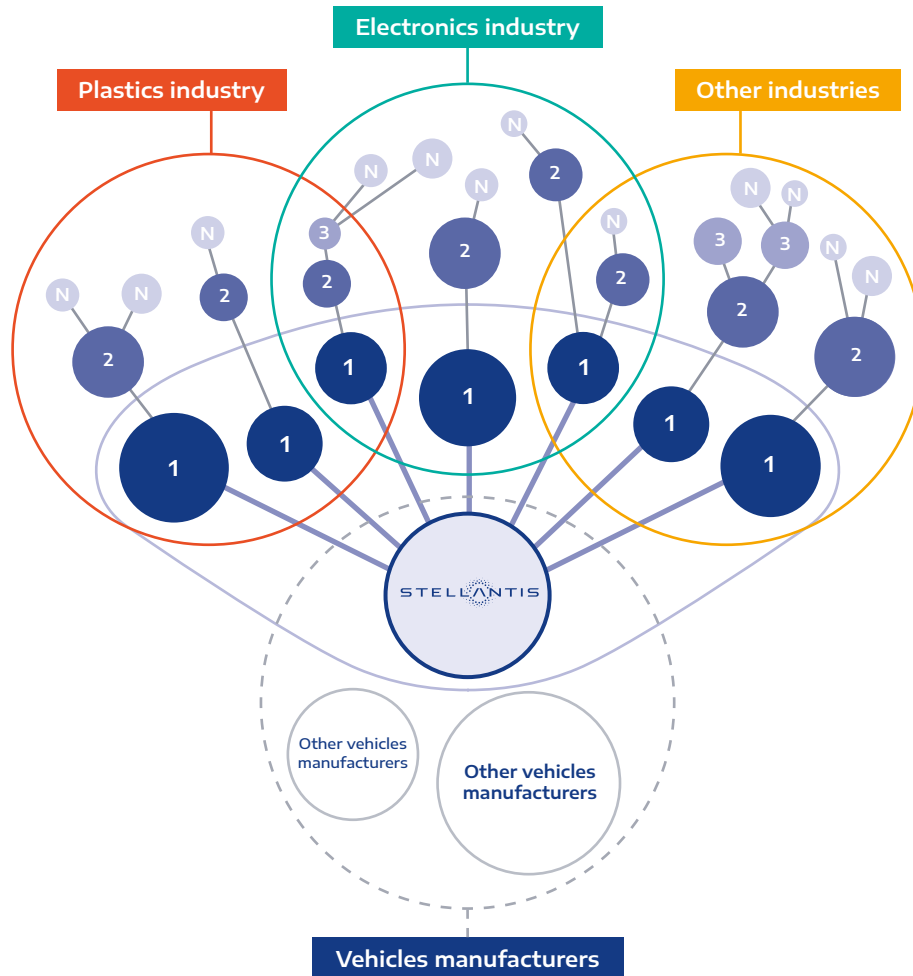 Electronics industry
Plastics industry
Other industries
N
N
N
N
2
N
N
N
N
3
N
3
3
N
2
N
N
N
N
2
2
2
2
2
2
2
1
1
1
1
1
1
1
STELLANTIS
Other vehicles
manufacturers
Other vehicles
manufacturers
Vehicles manufacturers